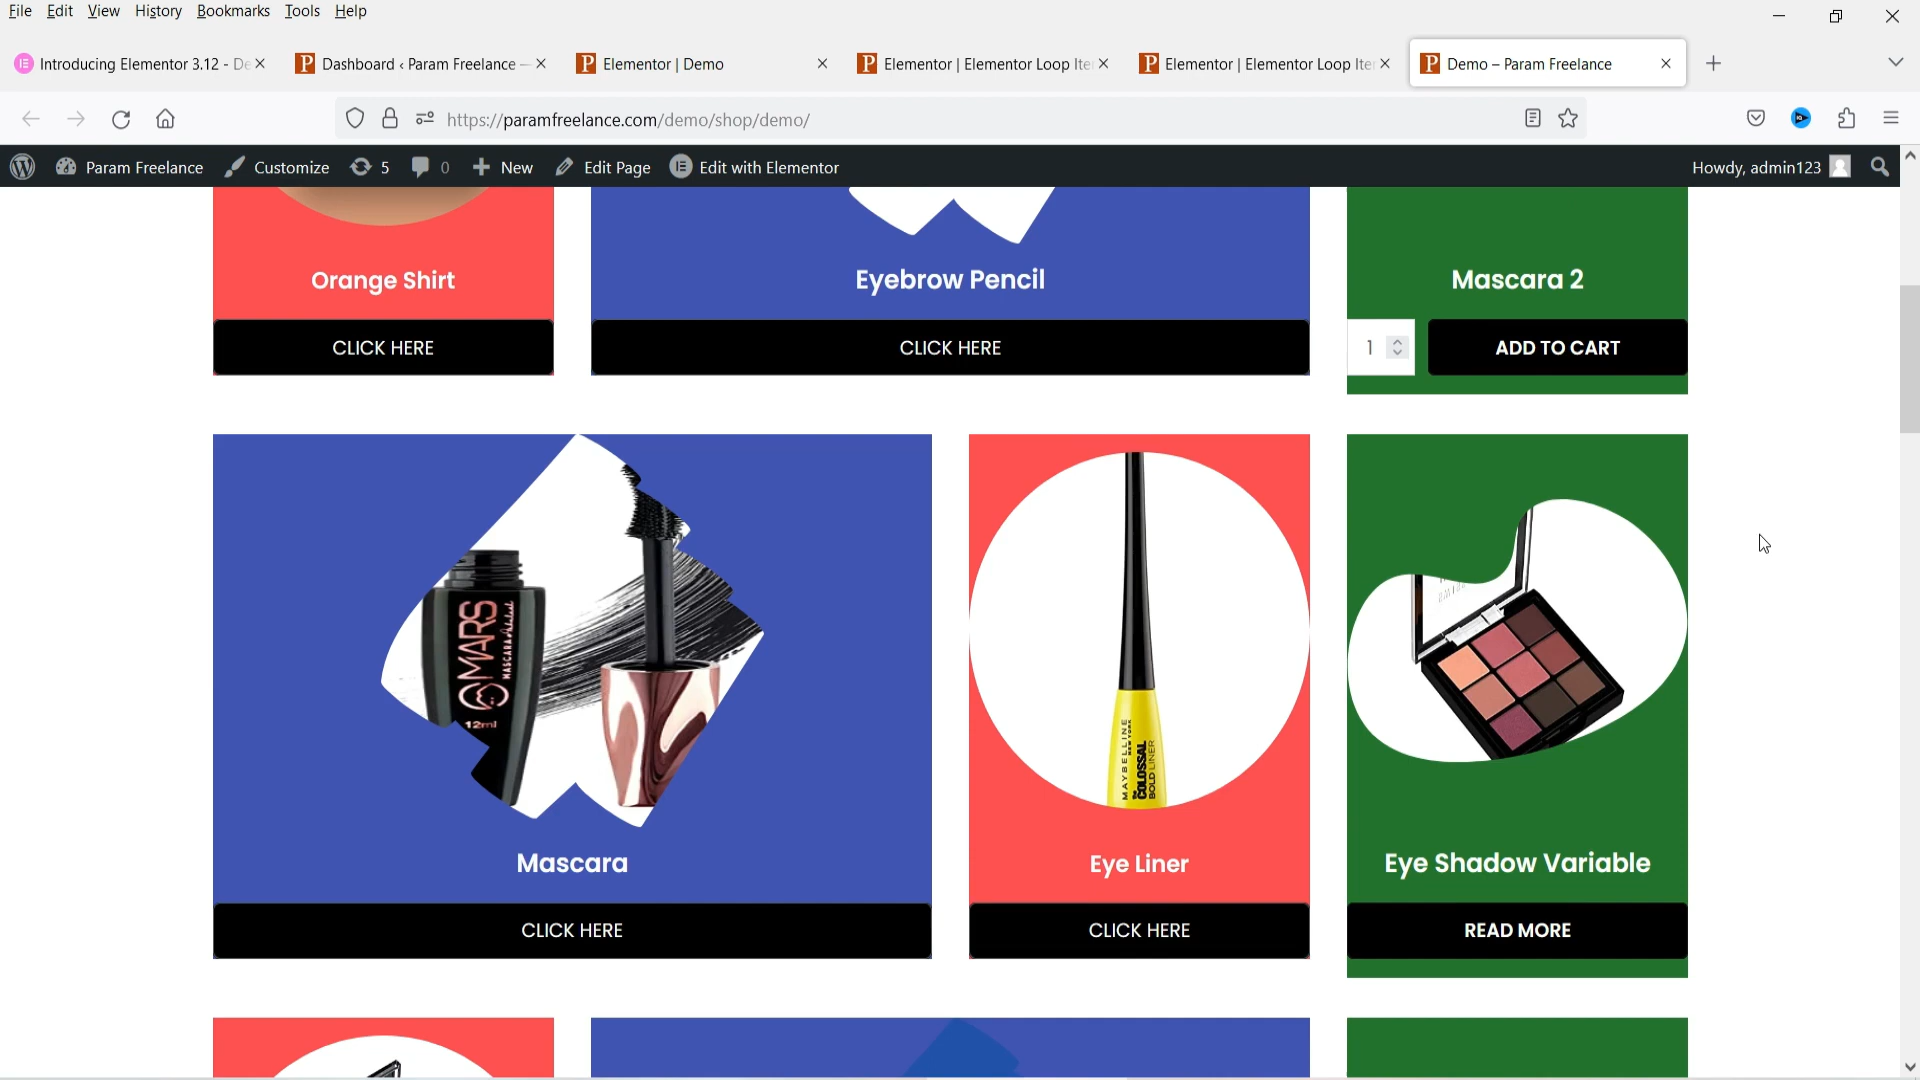 File Edit View History Bookmarks Tools Help
Introducing Elementor 3.12 - De
Dashboard ‹ Param Freelance —
Elementor | Demo
Elementor | Elementor Loop Ite
Elementor | Elementor Loop Ite
Demo – Param Freelance
https://paramfreelance.com/demo/shop/demo/
Param Freelance Customize 5 0 New Edit Page Edit with Elementor Howdy, admin123
Orange Shirt
Eyebrow Pencil
Mascara 2
CLICK HERE
CLICK HERE
1
ADD TO CART
MARS
MASCARA
12ml
MAYBELLINE
NEW YORK
COLOSSAL
BOLD LINER
Mascara
Eye Liner
Eye Shadow Variable
CLICK HERE
CLICK HERE
READ MORE